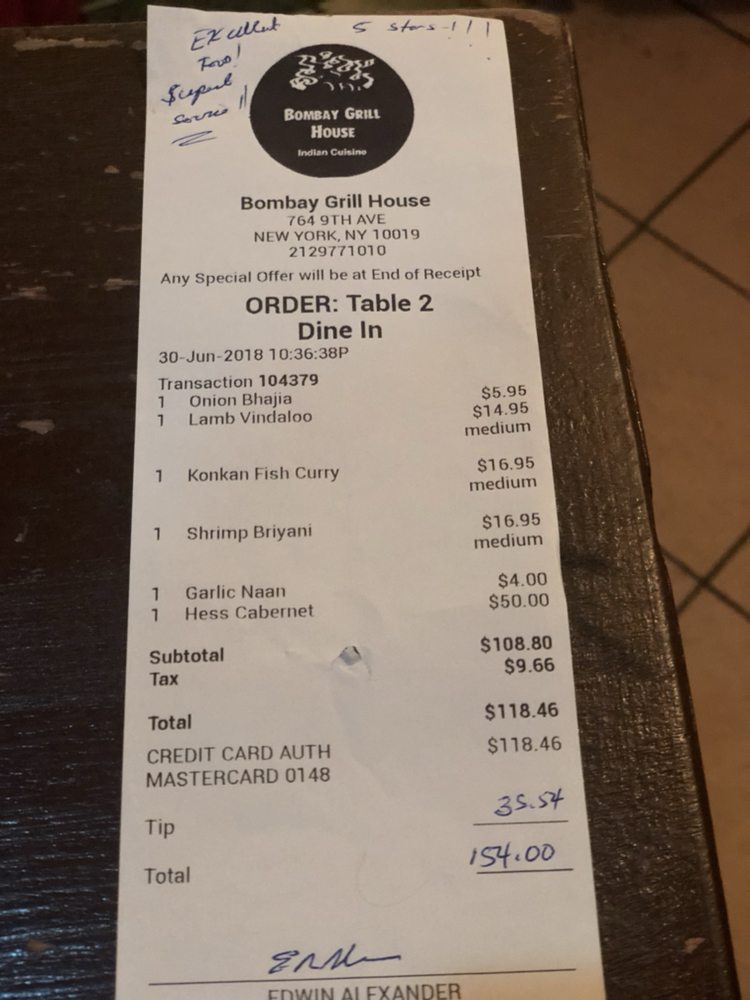 Excellent
Food!
Superb
Service!!
5 stars!!!
BOMBAY GRILL
HOUSE
Indian Cuisine
Bombay Grill House
764 9TH AVE
NEW YORK, NY 10019
2129771010
Any Special Offer will be at End of Receipt
ORDER: Table 2
Dine In
30-Jun-2018 10:36:38P
Transaction 104379
1 Onion Bhajia $5.95
1 Lamb Vindaloo $14.95
medium
1 Konkan Fish Curry $16.95
medium
1 Shrimp Briyani $16.95
medium
1 Garlic Naan $4.00
1 Hess Cabernet $50.00
Subtotal $108.80
Tax $9.66
Total $118.46
CREDIT CARD AUTH $118.46
MASTERCARD 0148
Tip 35.54
Total 154.00
EDWIN ALEXANDER